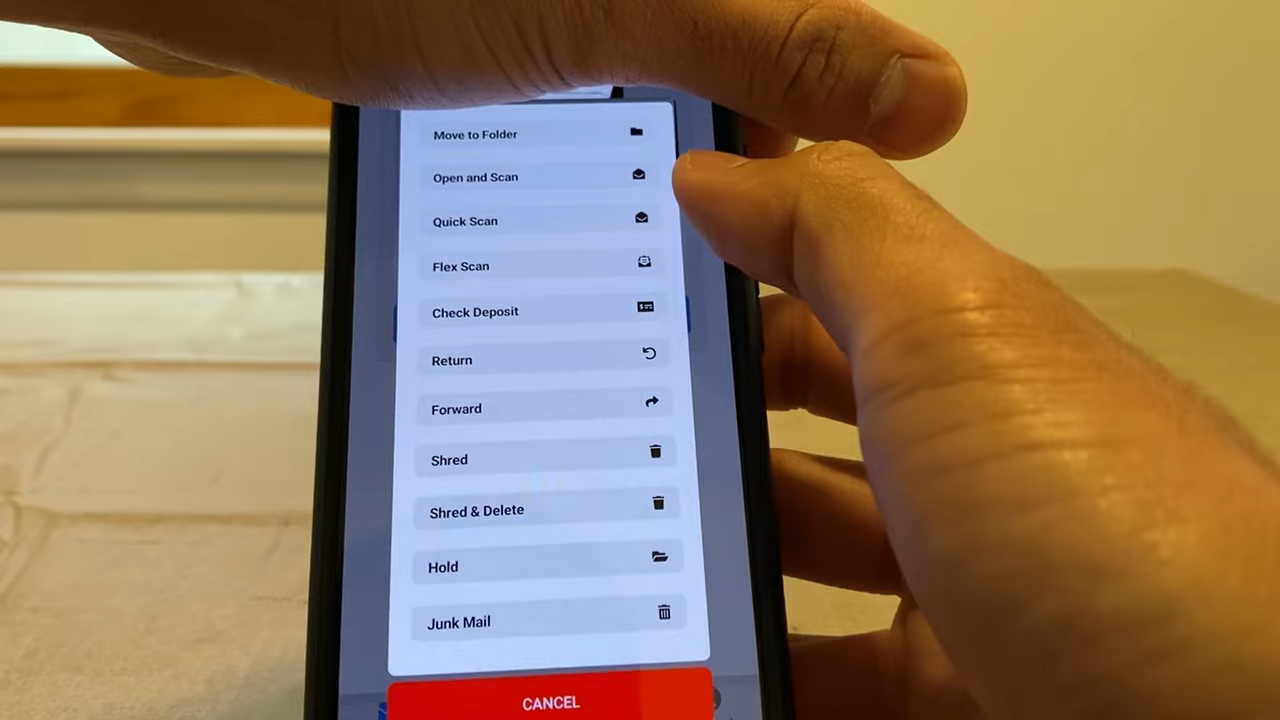 Move to Folder
Open and Scan
Quick Scan
Flex Scan
Check Deposit
Return
Forward
Shred
Shred & Delete
Hold
Junk Mail
CANCEL